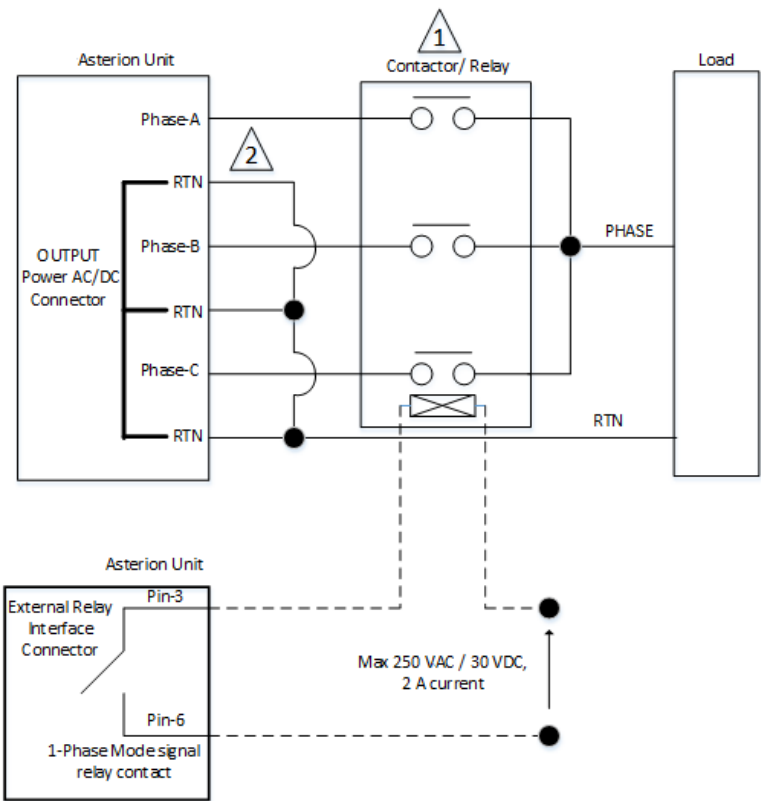 1
Asterion Unit
Contactor/ Relay
Load
Phase-A
2
RTN
OUTPUT
Power AC/DC
Connector
Phase-B
PHASE
RTN
Phase-C
RTN
RTN
Asterion Unit
External Relay
Interface
Connector
Pin-3
Max 250 VAC / 30 VDC,
2 A current
Pin-6
1-Phase Mode signal
relay contact